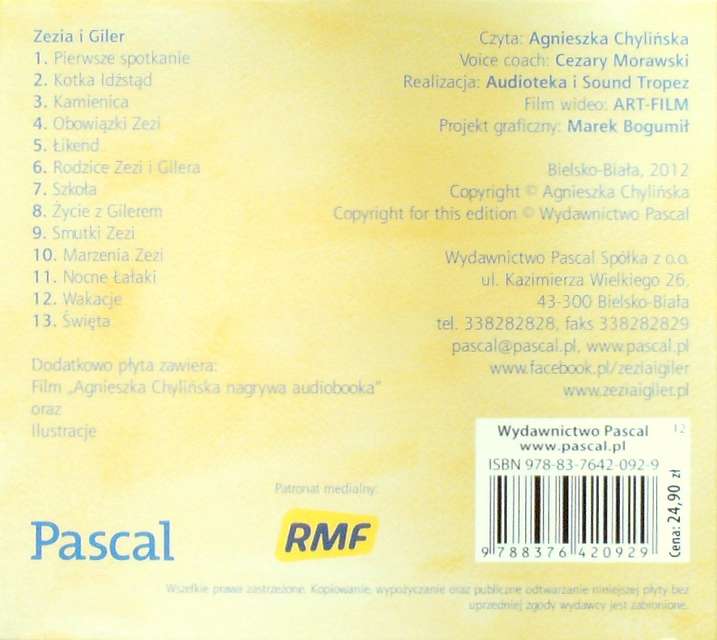 Zezia i Giler
1. Pierwsze spotkanie
2. Kotka Idźstąd
3. Kamienica
4. Obowiązki Zezi
5. Łikend
6. Rodzice Zezi i Gilera
7. Szkoła
8. Życie z Gilerem
9. Smutki Zezi
10. Marzenia Zezi
11. Nocne Łałaki
12. Wakacje
13. Święta
Dodatkowo płyta zawiera:
Film „Agnieszka Chylińska nagrywa audiobooka”
oraz
Ilustracje
Czyta: Agnieszka Chylińska
Voice coach: Cezary Morawski
Realizacja: Audioteka i Sound Tropez
Film wideo: ART-FILM
Projekt graficzny: Marek Bogumił
Bielsko-Biała, 2012
Copyright © Agnieszka Chylińska
Copyright for this edition © Wydawnictwo Pascal
Wydawnictwo Pascal Spółka z o.o.
ul. Kazimierza Wielkiego 26,
43-300 Bielsko-Biała
tel. 338282828, faks 338282829
pascal@pascal.pl, www.pascal.pl
www.facebook.pl/zeziaigiler
www.zeziaigiler.pl
Wydawnictwo Pascal 12
www.pascal.pl
ISBN 978-83-7642-092-9
9 788376 420929
Cena: 24,90 zł
Patronat medialny:
Pascal
RMF
Wszelkie prawa zastrzeżone. Kopiowanie, wypożyczanie oraz publiczne odtwarzanie niniejszej płyty bez
uprzedniej zgody wydawcy jest zabronione.